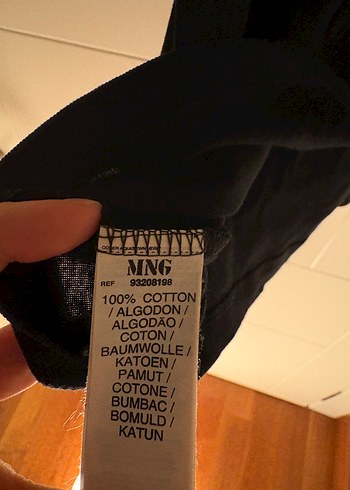 MNG
REF 93208198
100% COTTON
/ ALGODON /
ALGODÃO /
COTON /
BAUMWOLLE /
KATOEN /
PAMUT /
COTONE /
BUMBAC /
BOMULD /
KATUN